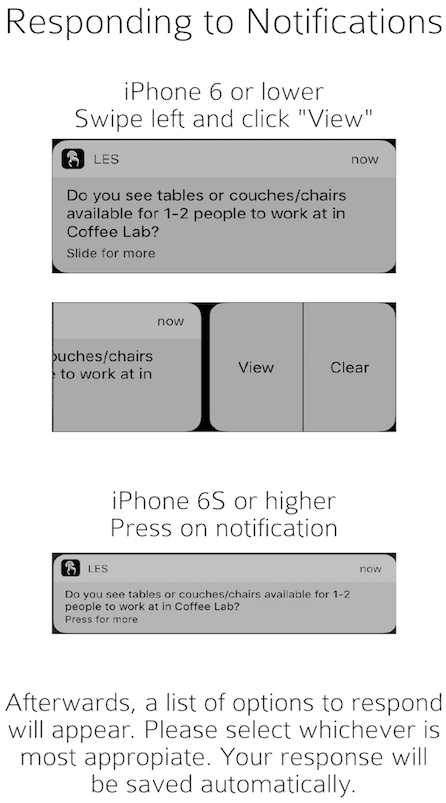 Responding to Notifications
iPhone 6 or lower
Swipe left and click "View"
LES now
Do you see tables or couches/chairs
available for 1-2 people to work at in
Coffee Lab?
Slide for more
now
ouches/chairs
to work at in
View Clear
iPhone 6S or higher
Press on notification
LES now
Do you see tables or couches/chairs available for 1-2
people to work at in Coffee Lab?
Press for more
Afterwards, a list of options to respond
will appear. Please select whichever is
most appropiate. Your response will
be saved automatically.